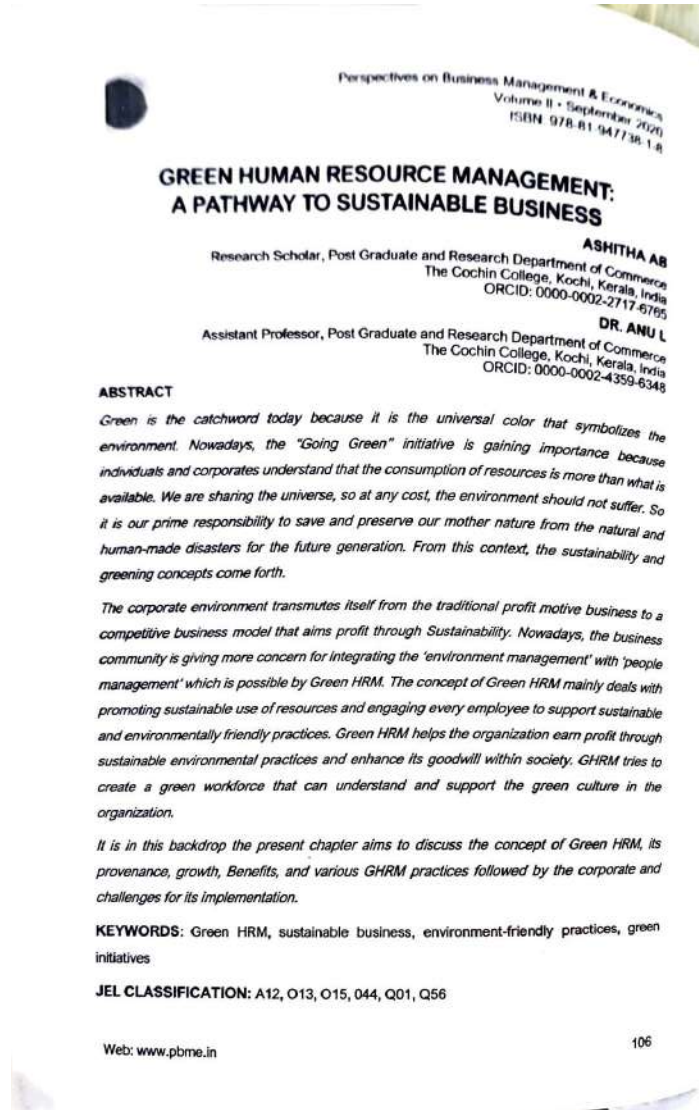 Perspectives on Business Management & Economics
Volume II • September 2020
ISBN 978-81-947738-1-8
GREEN HUMAN RESOURCE MANAGEMENT:
A PATHWAY TO SUSTAINABLE BUSINESS
ASHITHA AB
Research Scholar, Post Graduate and Research Department of Commerce
The Cochin College, Kochi, Kerala, India
ORCID: 0000-0002-2717-6765
DR. ANU L
Assistant Professor, Post Graduate and Research Department of Commerce
The Cochin College, Kochi, Kerala, India
ORCID: 0000-0002-4359-6348
ABSTRACT
Green is the catchword today because it is the universal color that symbolizes the
environment. Nowadays, the "Going Green" initiative is gaining importance because
individuals and corporates understand that the consumption of resources is more than what is
available. We are sharing the universe, so at any cost, the environment should not suffer. So
it is our prime responsibility to save and preserve our mother nature from the natural and
human-made disasters for the future generation. From this context, the sustainability and
greening concepts come forth.
The corporate environment transmutes itself from the traditional profit motive business to a
competitive business model that aims profit through Sustainability. Nowadays, the business
community is giving more concern for integrating the 'environment management' with 'people
management' which is possible by Green HRM. The concept of Green HRM mainly deals with
promoting sustainable use of resources and engaging every employee to support sustainable
and environmentally friendly practices. Green HRM helps the organization earn profit through
sustainable environmental practices and enhance its goodwill within society. GHRM tries to
create a green workforce that can understand and support the green culture in the
organization.
It is in this backdrop the present chapter aims to discuss the concept of Green HRM, its
provenance, growth, Benefits, and various GHRM practices followed by the corporate and
challenges for its implementation.
KEYWORDS: Green HRM, sustainable business, environment-friendly practices, green
initiatives
JEL CLASSIFICATION: A12, O13, O15, 044, Q01, Q56
Web: www.pbme.in
106